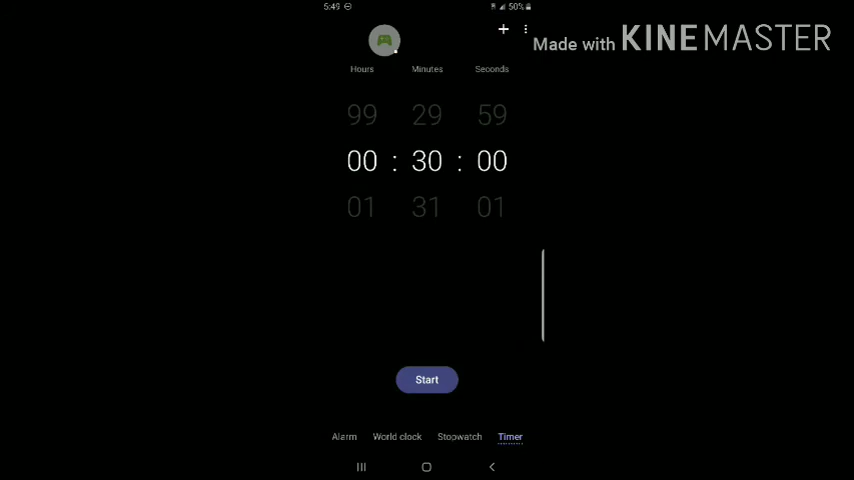 5:49
50%
Made with KINEMASTER
Hours Minutes Seconds
99 29 59
00 : 30 : 00
01 31 01
Start
Alarm World clock Stopwatch Timer